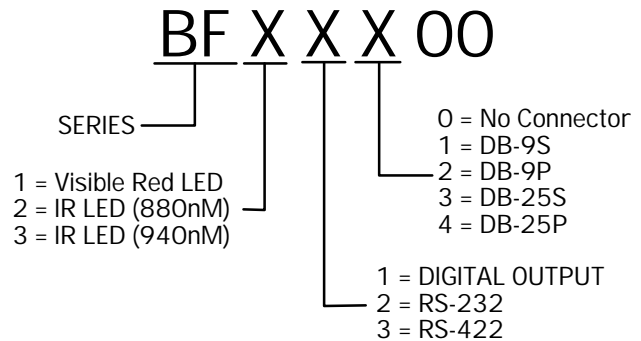 BF X X X 00
SERIES
1 = Visible Red LED
2 = IR LED (880nM)
3 = IR LED (940nM)
0 = No Connector
1 = DB-9S
2 = DB-9P
3 = DB-25S
4 = DB-25P
1 = DIGITAL OUTPUT
2 = RS-232
3 = RS-422